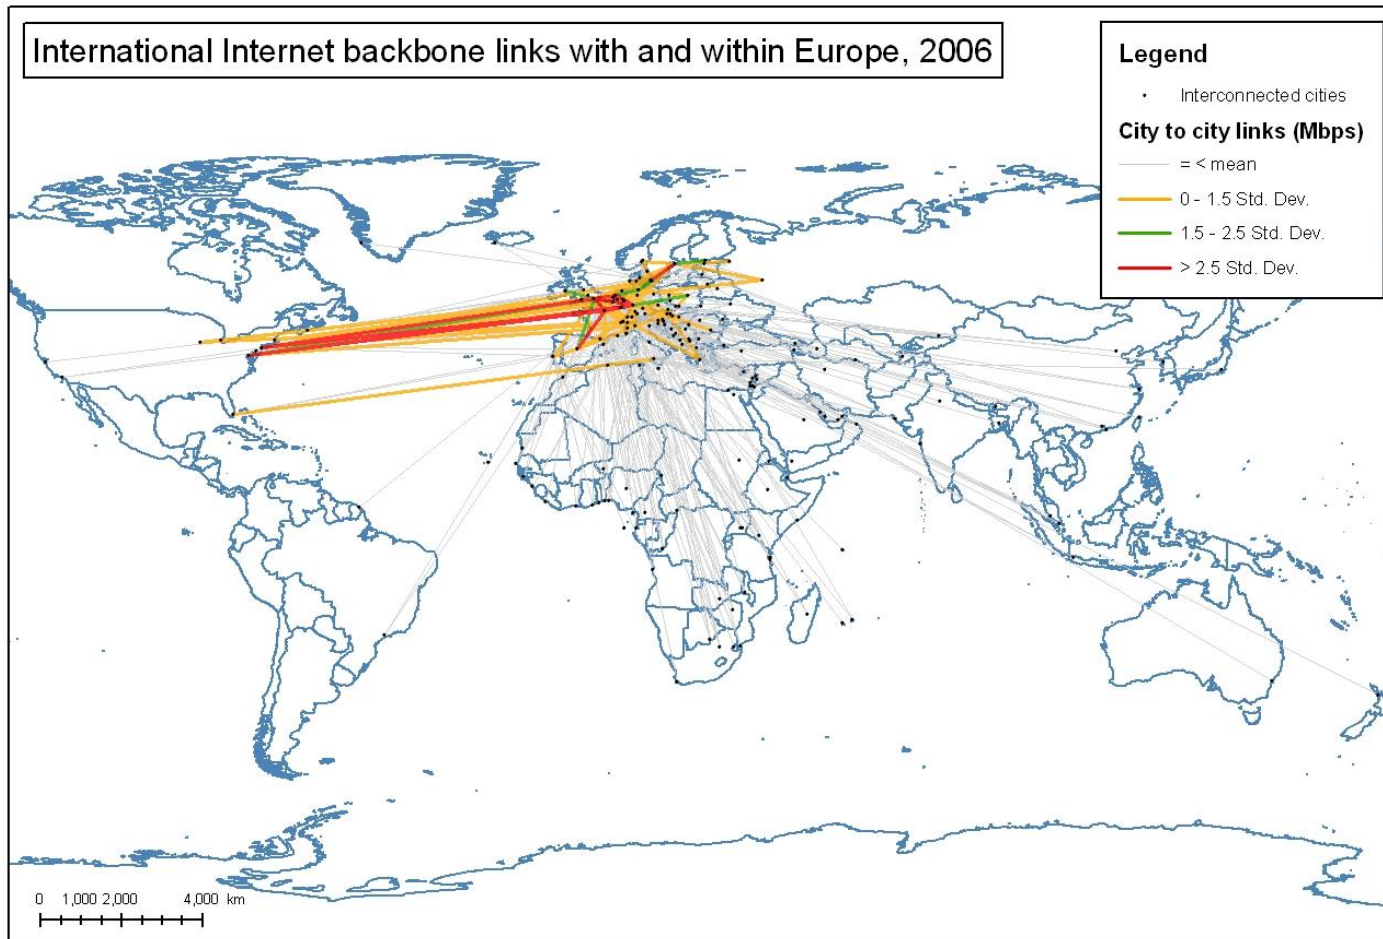 International Internet backbone links with and within Europe, 2006
Legend
Interconnected cities
City to city links (Mbps)
= < mean
0 - 1.5 Std. Dev.
1.5 - 2.5 Std. Dev.
> 2.5 Std. Dev.
0 1,000 2,000 4,000 km